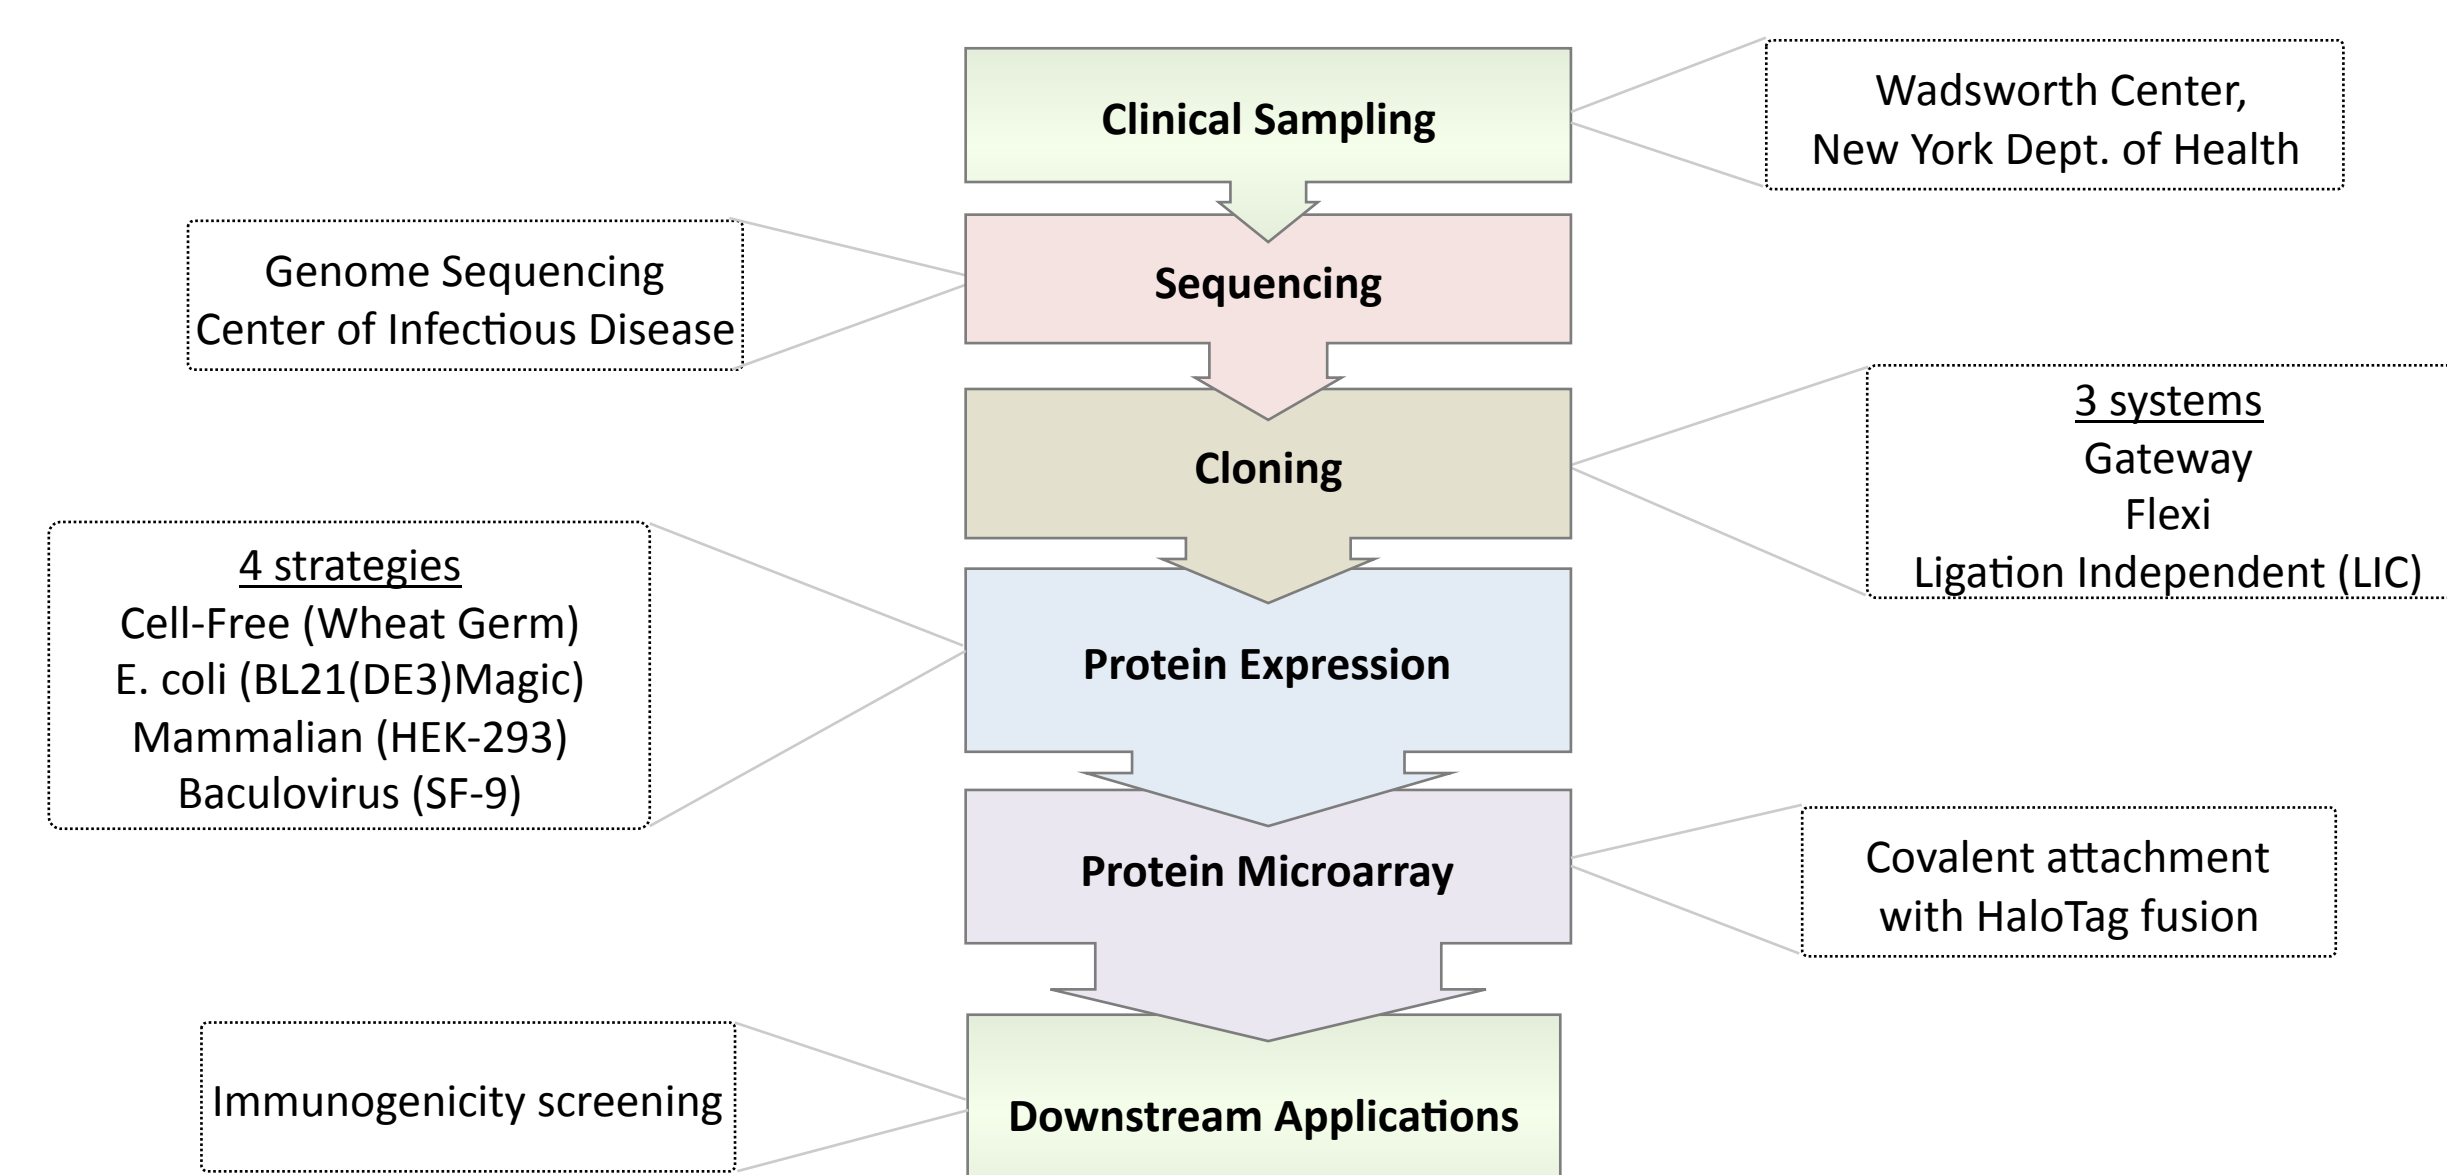 Clinical Sampling
Wadsworth Center,
New York Dept. of Health
Sequencing
Genome Sequencing
Center of Infectious Disease
Cloning
3 systems
Gateway
Flexi
Ligation Independent (LIC)
Protein Expression
4 strategies
Cell-Free (Wheat Germ)
E. coli (BL21(DE3)Magic)
Mammalian (HEK-293)
Baculovirus (SF-9)
Protein Microarray
Covalent attachment
with HaloTag fusion
Downstream Applications
Immunogenicity screening